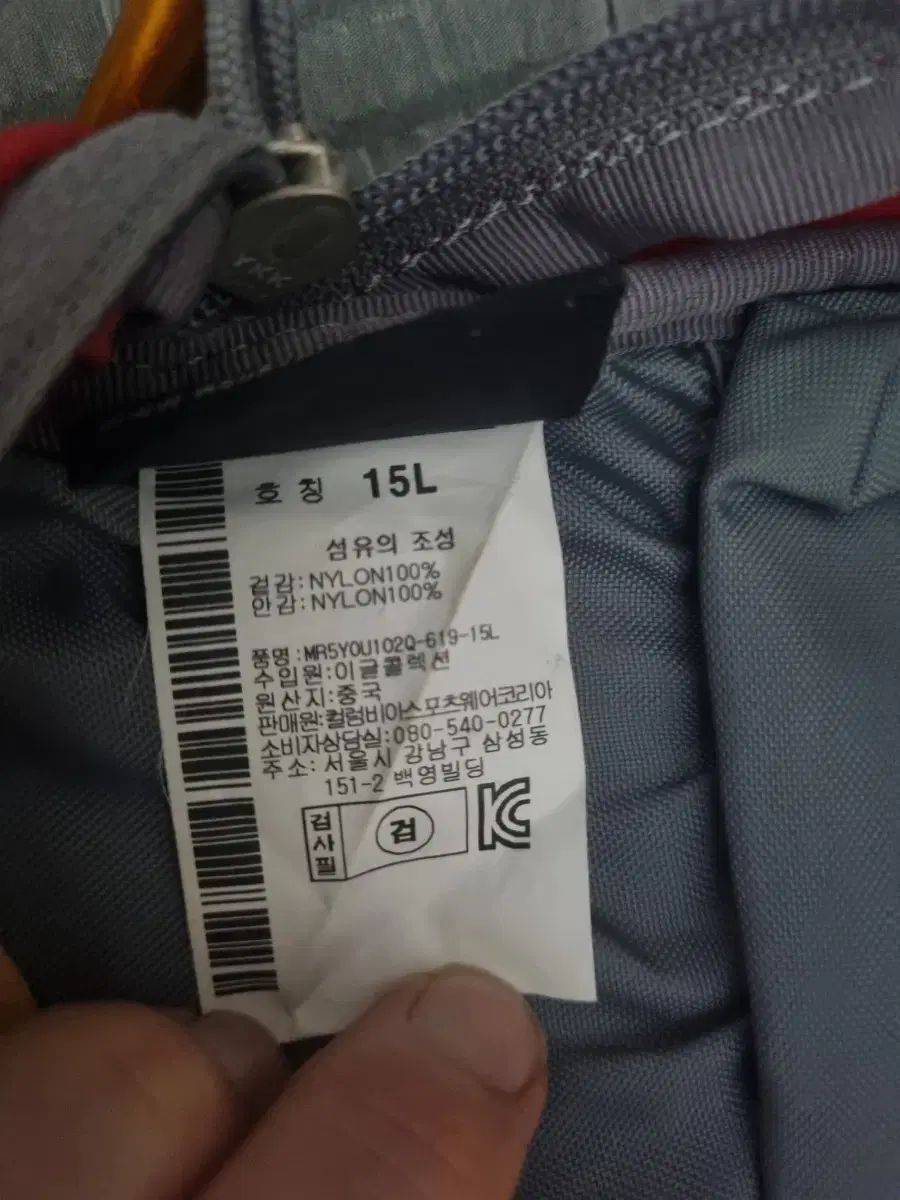 YKK
호 칭 15L
섬유의 조성
겉감:NYLON100%
안감:NYLON100%
품명:MR5YOU102Q-619-15L
수입원:이글콜렉션
원산지:중국
판매원:컬럼비아스포츠웨어코리아
소비자상담실:080-540-0277
주소:서울시 강남구 삼성동
151-2 백영빌딩
검사필
검
KC